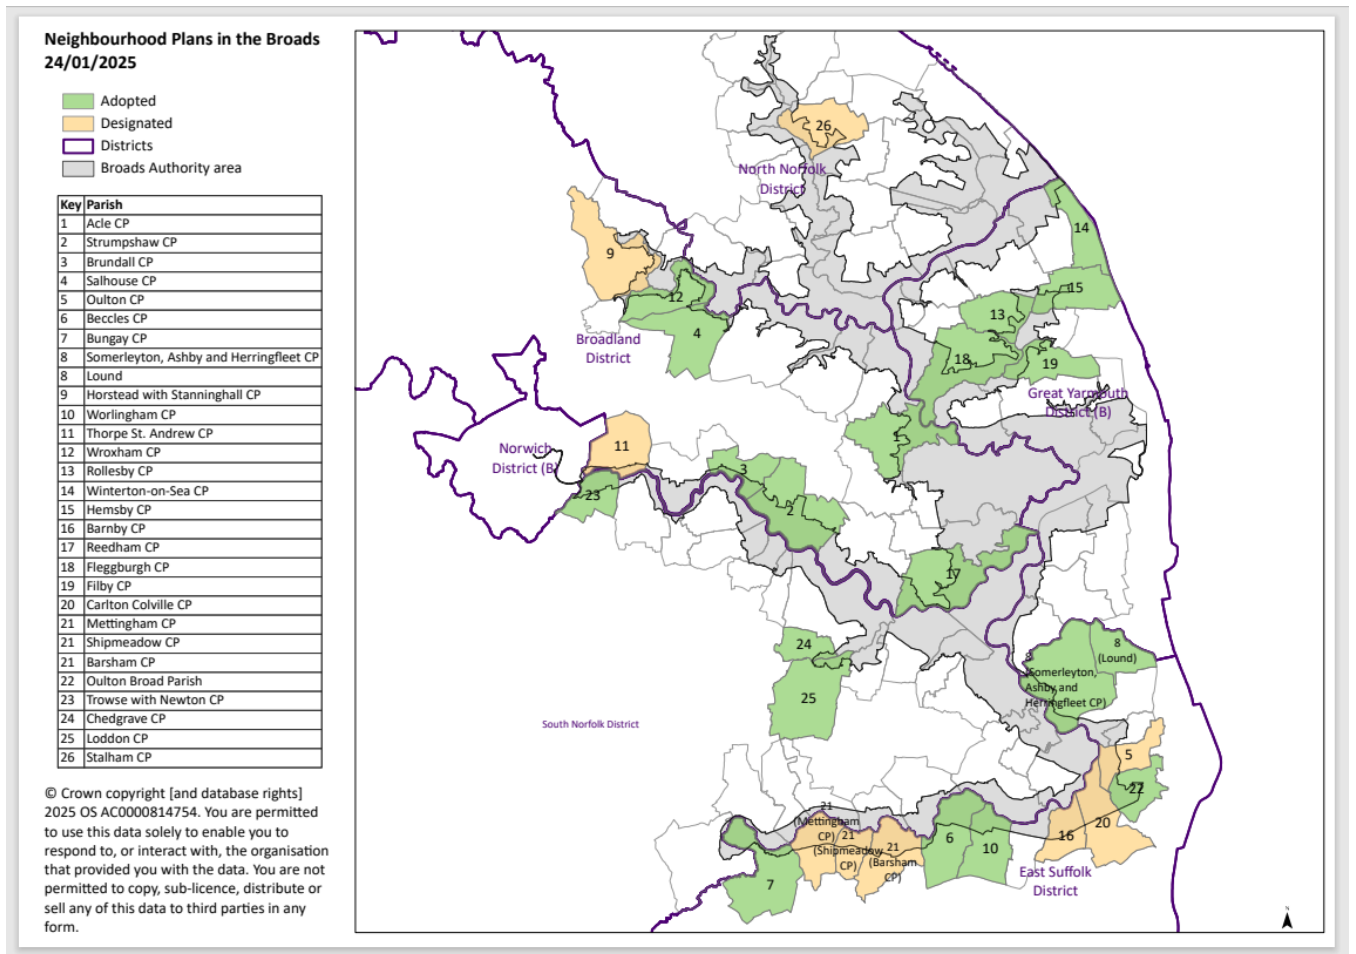 Neighbourhood Plans in the Broads
24/01/2025
Adopted
Designated
Districts
Broads Authority area
Key Parish
1 Acle CP
2 Strumpshaw CP
3 Brundall CP
4 Salhouse CP
5 Oulton CP
6 Beccles CP
7 Bungay CP
8 Somerleyton, Ashby and Herringfleet CP
8 Lound
9 Horstead with Stanninghall CP
10 Worlingham CP
11 Thorpe St. Andrew CP
12 Wroxham CP
13 Rollesby CP
14 Winterton-on-Sea CP
15 Hemsby CP
16 Barnby CP
17 Reedham CP
18 Fleggburgh CP
19 Filby CP
20 Carlton Colville CP
21 Mettingham CP
21 Shipmeadow CP
21 Barsham CP
22 Oulton Broad Parish
23 Trowse with Newton CP
24 Chedgrave CP
25 Loddon CP
26 Stalham CP
© Crown copyright [and database rights]
2025 OS AC0000814754. You are permitted
to use this data solely to enable you to
respond to, or interact with, the organisation
that provided you with the data. You are not
permitted to copy, sub-licence, distribute or
sell any of this data to third parties in any
form.
26
North Norfolk
District
14
9
15
12
13
4
Broadland
District
18
19
Great Yarmouth
District (B)
1
11
Norwich
District (B)
3
23
2
17
24
8
(Lound)
8
(Somerleyton,
Ashby and
Herringfleet CP)
25
South Norfolk District
5
22
21
(Mettingham
CP)
21
(Shipmeadow
CP)
21
(Barsham
CP)
6
10
16
20
7
East Suffolk
District
N